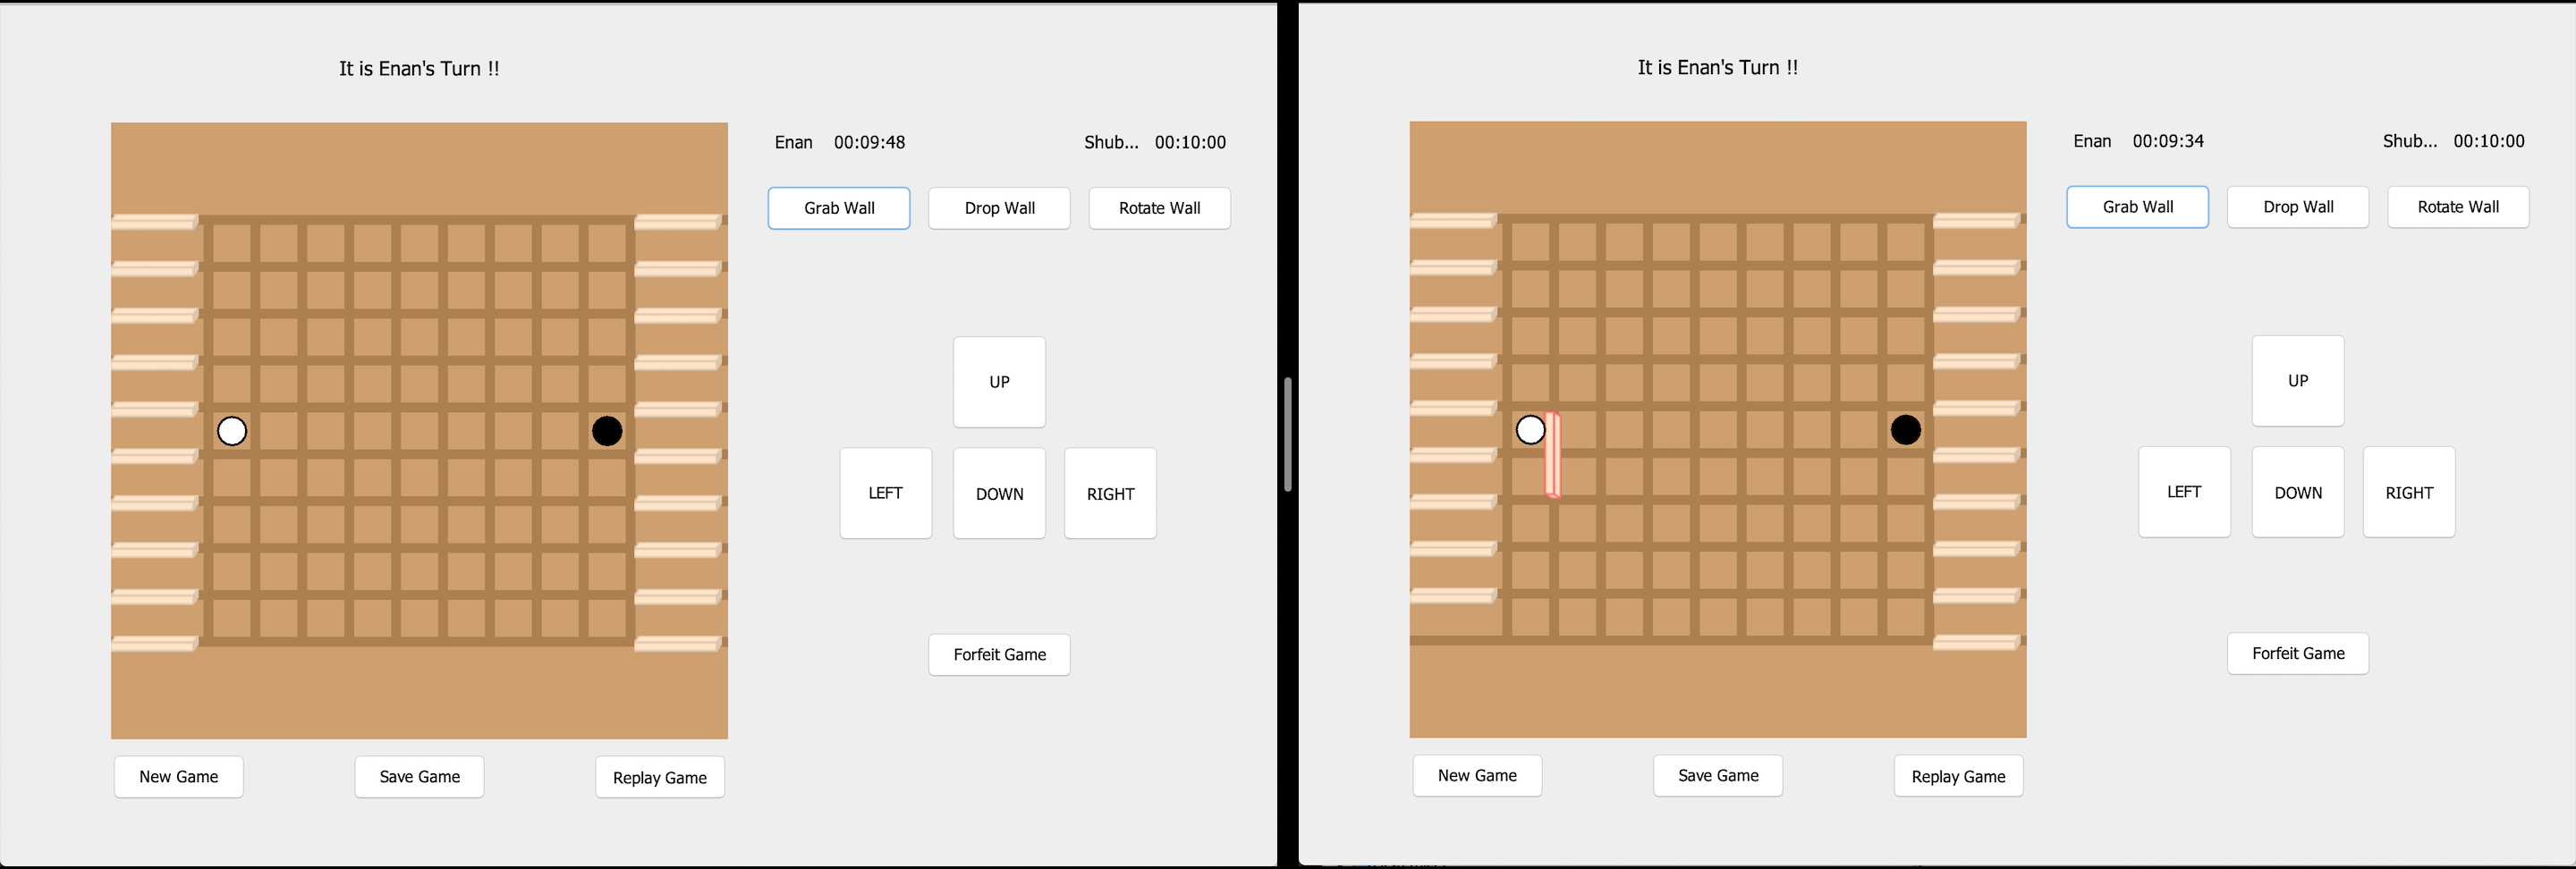 It is Enan's Turn !!
Enan 00:09:48 Shub... 00:10:00
Grab Wall Drop Wall Rotate Wall
UP
LEFT DOWN RIGHT
Forfeit Game
New Game Save Game Replay Game
It is Enan's Turn !!
Enan 00:09:34 Shub... 00:10:00
Grab Wall Drop Wall Rotate Wall
UP
LEFT DOWN RIGHT
Forfeit Game
New Game Save Game Replay Game